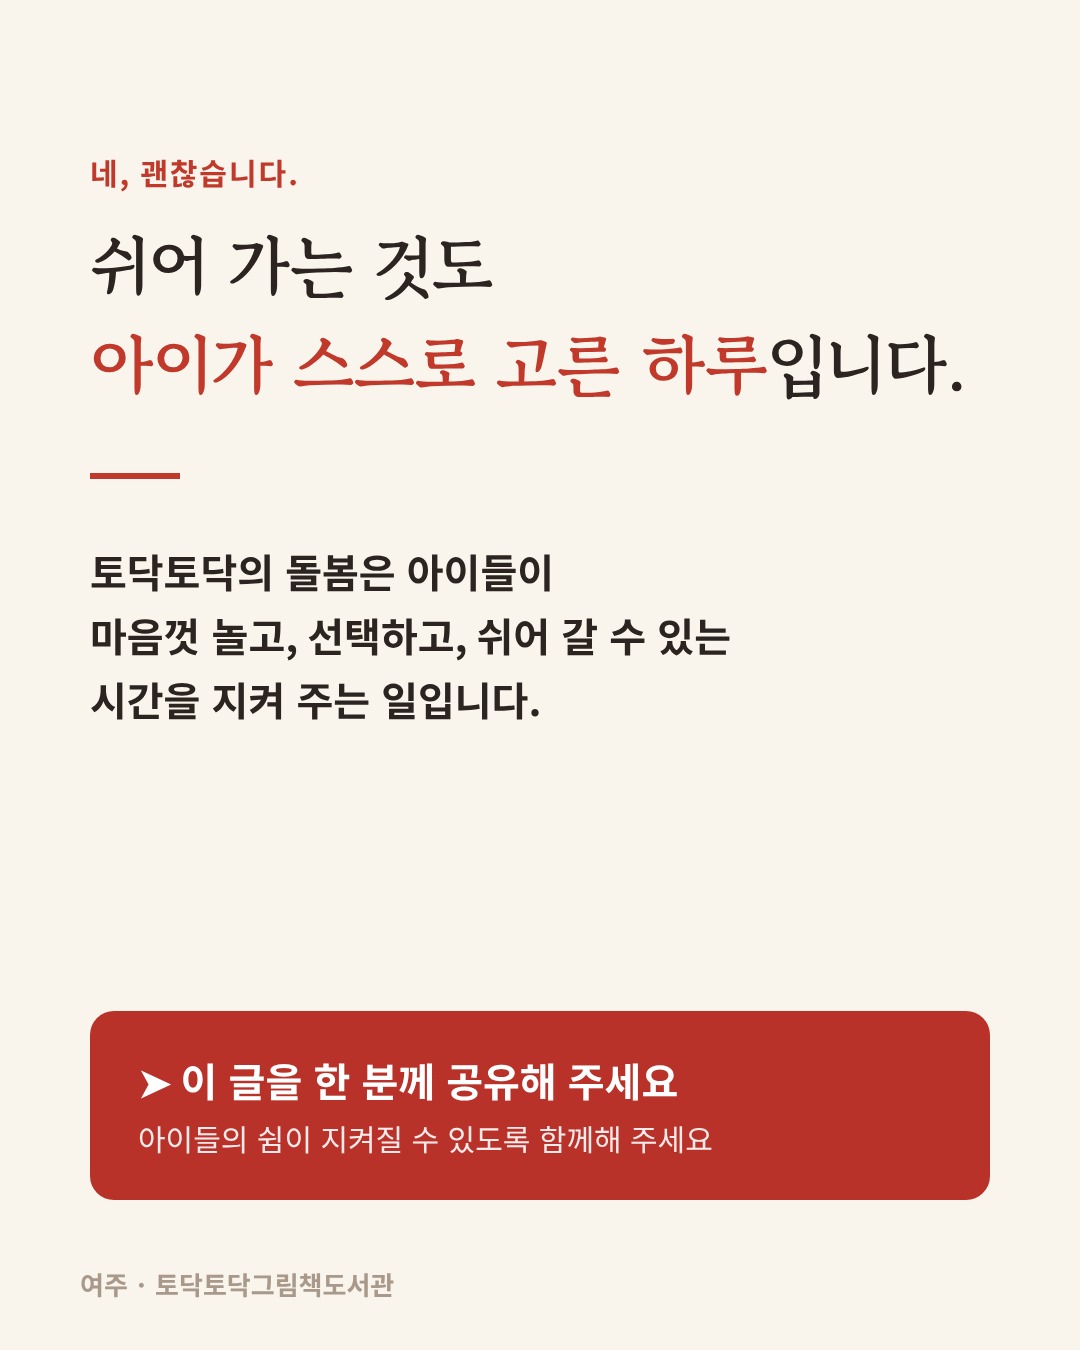 네, 괜찮습니다.
쉬어 가는 것도
아이가 스스로 고른 하루입니다.
토닥토닥의 돌봄은 아이들이
마음껏 놀고, 선택하고, 쉬어 갈 수 있는
시간을 지켜 주는 일입니다.
➤ 이 글을 한 분께 공유해 주세요
아이들의 쉼이 지켜질 수 있도록 함께해 주세요
여주 · 토닥토닥그림책도서관